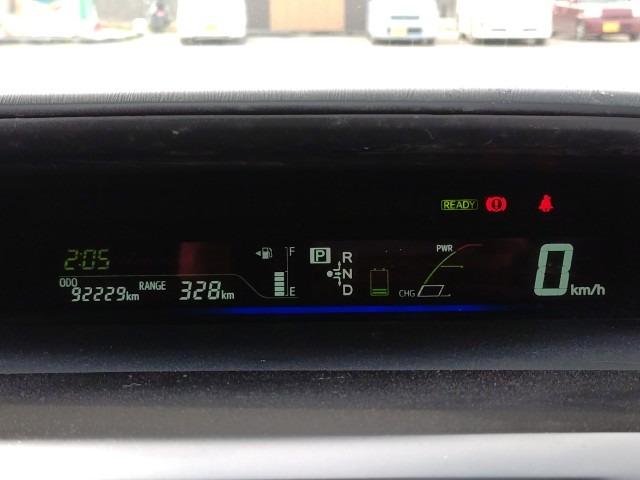 READY
2:05
F
P R
N
D
E
PWR
CHG
0 km/h
ODO 92229km RANGE 328km